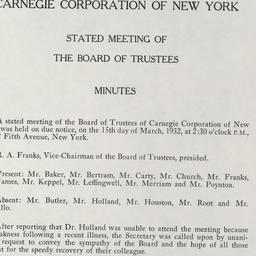 CARNEGIE CORPORATION OF NEW YORK
STATED MEETING OF
THE BOARD OF TRUSTEES
MINUTES
A stated meeting of the Board of Trustees of Carnegie Corporation of New
was held on due notice, on the 15th day of March, 1932, at 2:30 o'clock P.M.,
Fifth Avenue, New York.
R. A. Franks, Vice-Chairman of the Board of Trustees, presided.
Present: Mr. Baker, Mr. Bertram, Mr. Carty, Mr. Church, Mr. Franks,
James, Mr. Keppel, Mr. Leffingwell, Mr. Merriam and Mr. Poynton.
Absent: Mr. Butler, Mr. Holland, Mr. Houston, Mr. Root and Mr.
llo.
After reporting that Dr. Holland was unable to attend the meeting because
akness following a recent illness, the Secretary was called upon by unani-
request to convey the sympathy of the Board and the hope of all those
nt for the speedy recovery of their colleague.